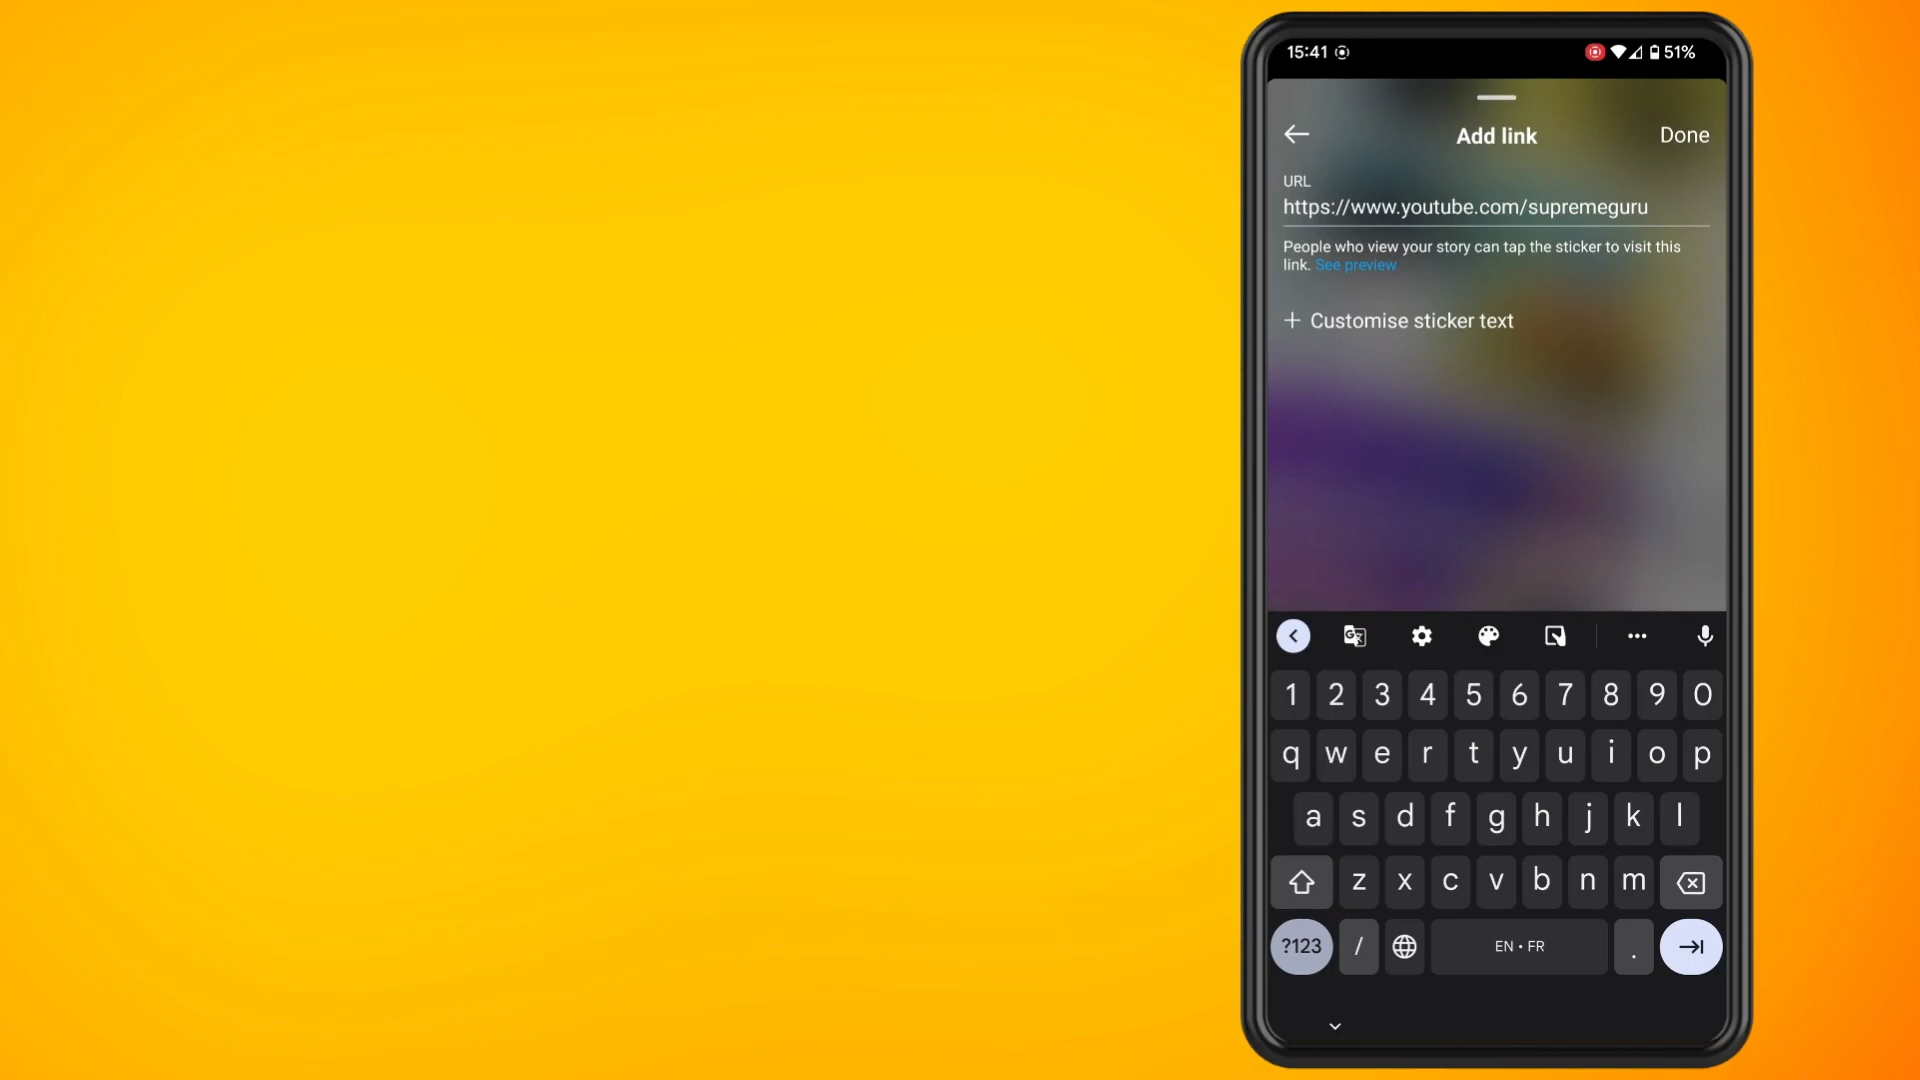 15:41
51%
Add link
Done
URL
https://www.youtube.com/supremeguru
People who view your story can tap the sticker to visit this
link. See preview
+ Customise sticker text
1 2 3 4 5 6 7 8 9 0
q w e r t y u i o p
a s d f g h j k l
z x c v b n m
?123 / EN • FR .